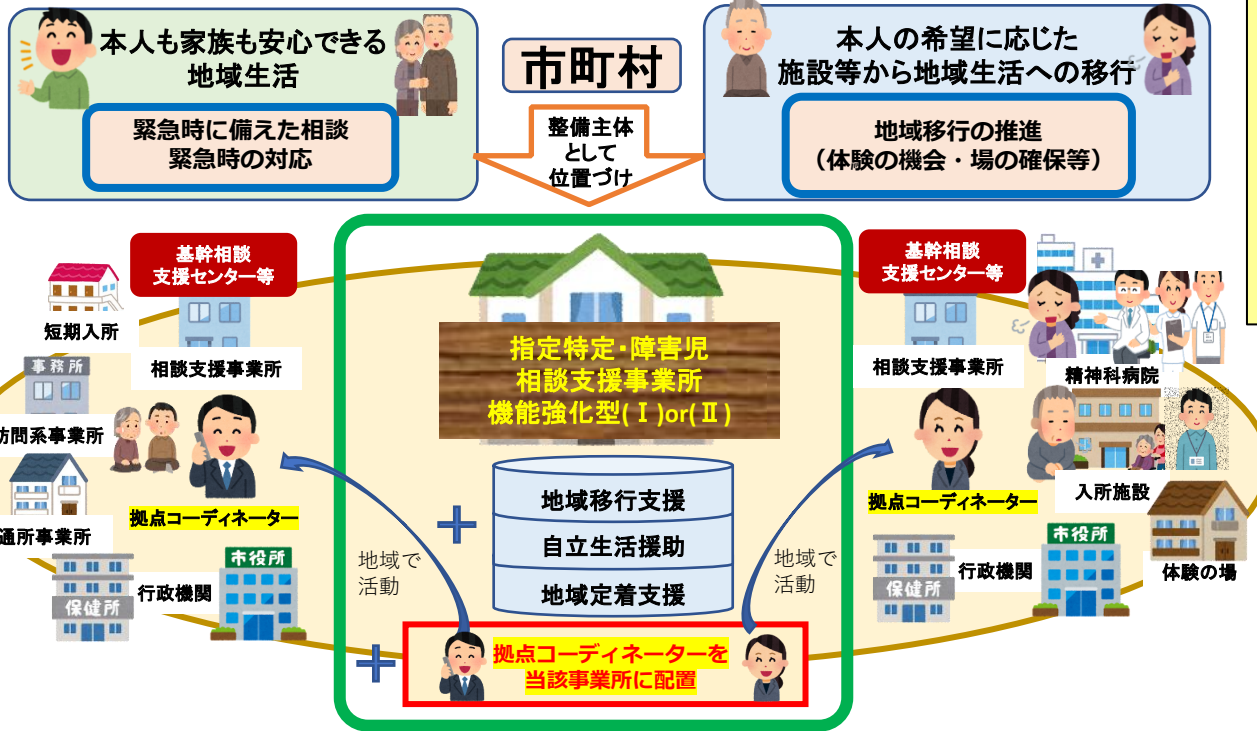 本人も家族も安心できる
地域生活
緊急時に備えた相談
緊急時の対応
市町村
整備主体
として
位置づけ
本人の希望に応じた
施設等から地域生活への移行
地域移行の推進
（体験の機会・場の確保等）
基幹相談
支援センター等
短期入所
相談支援事業所
事務所
訪問系事業所
通所事業所
拠点コーディネーター
保健所
行政機関
市役所
指定特定・障害児
相談支援事業所
機能強化型(Ⅰ)or(Ⅱ)
地域移行支援
自立生活援助
地域定着支援
地域で
活動
地域で
活動
拠点コーディネーターを
当該事業所に配置
基幹相談
支援センター等
相談支援事業所
精神科病院
拠点コーディネーター
入所施設
体験の場
保健所
行政機関
市役所